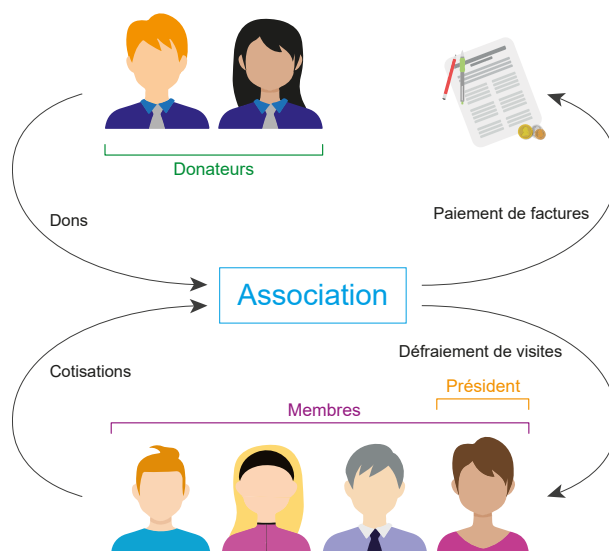 Donateurs
Dons
Paiement de factures
Association
Défraiement de visites
Cotisations
Président
Membres